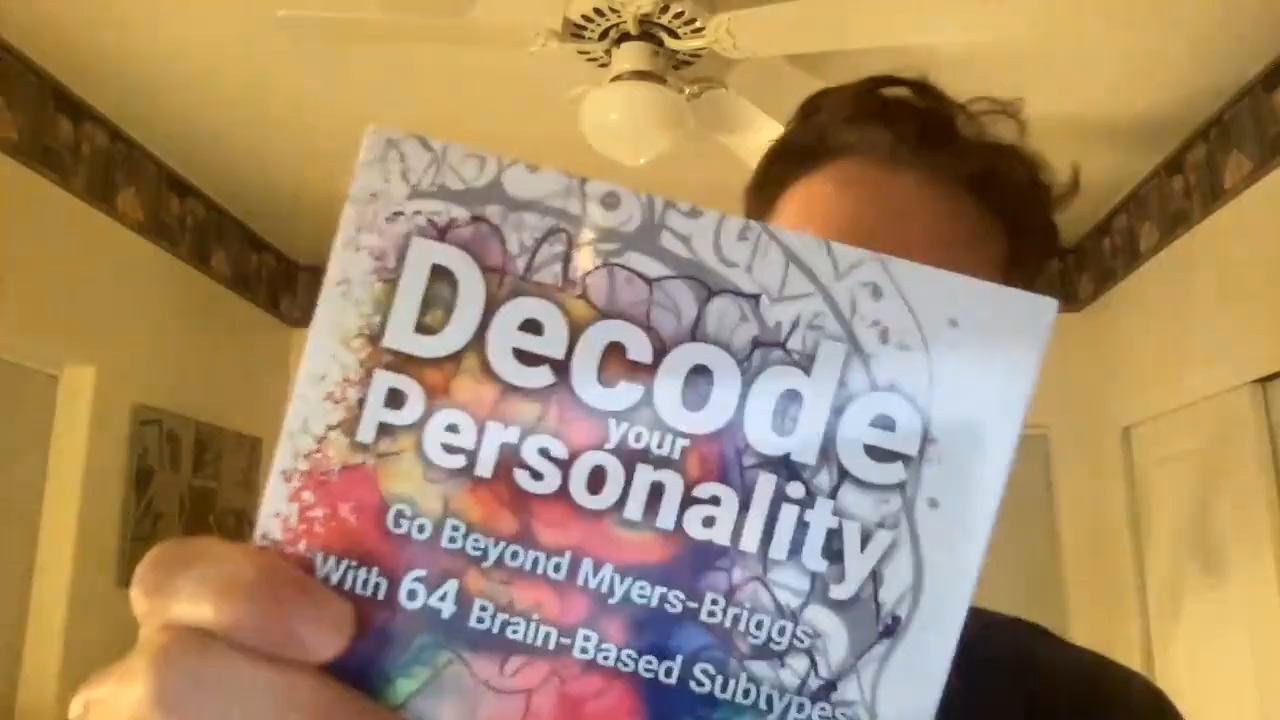 Decode
your
Personality
Go Beyond Myers-Briggs
With 64 Brain-Based Subtypes